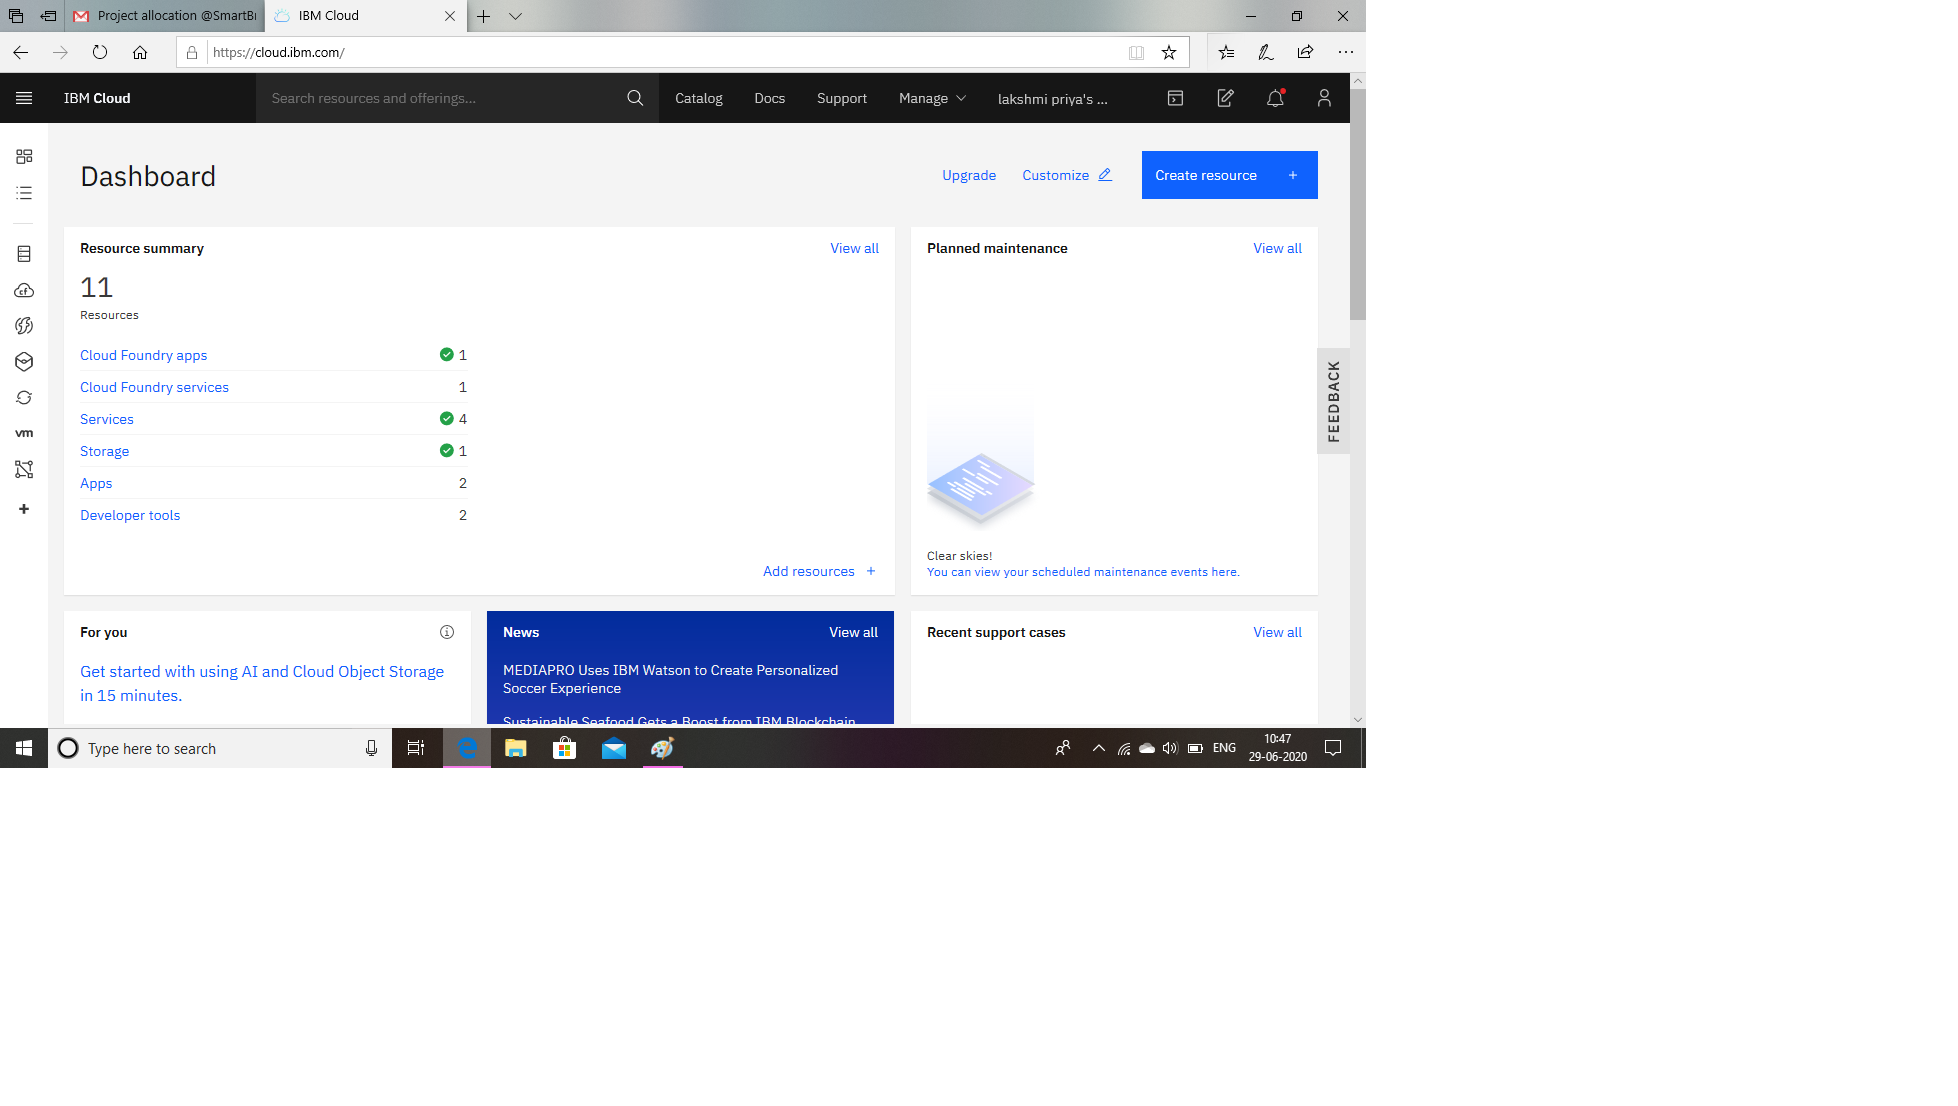 Project allocation @SmartBr
IBM Cloud
https://cloud.ibm.com/
IBM Cloud
Search resources and offerings...
Catalog
Docs
Support
Manage
lakshmi priya's ...
Dashboard
Upgrade
Customize
Create resource +
Resource summary
View all
11
Resources
Cloud Foundry apps 1
Cloud Foundry services 1
Services 4
Storage 1
Apps 2
Developer tools 2
Add resources +
Planned maintenance
View all
Clear skies!
You can view your scheduled maintenance events here.
FEEDBACK
cf
vm
For you
Get started with using AI and Cloud Object Storage
in 15 minutes.
News
View all
MEDIAPRO Uses IBM Watson to Create Personalized
Soccer Experience
Sustainable Seafood Gets a Boost from IBM Blockchain
Recent support cases
View all
Type here to search
ENG
10:47
29-06-2020